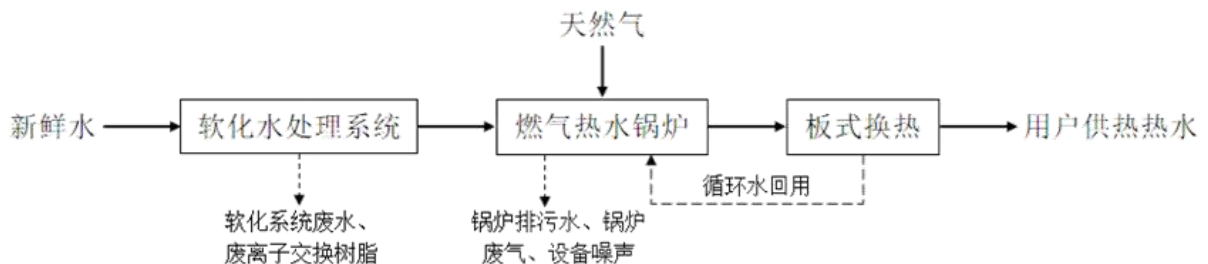 天然气
新鲜水
软化水处理系统
燃气热水锅炉
板式换热
用户供热热水
循环水回用
软化系统废水、
废离子交换树脂
锅炉排污水、锅炉
废气、设备噪声